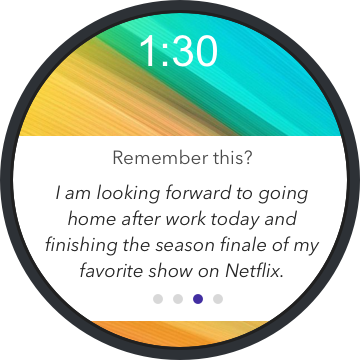 1:30
Remember this?
I am looking forward to going
home after work today and
finishing the season finale of my
favorite show on Netflix.